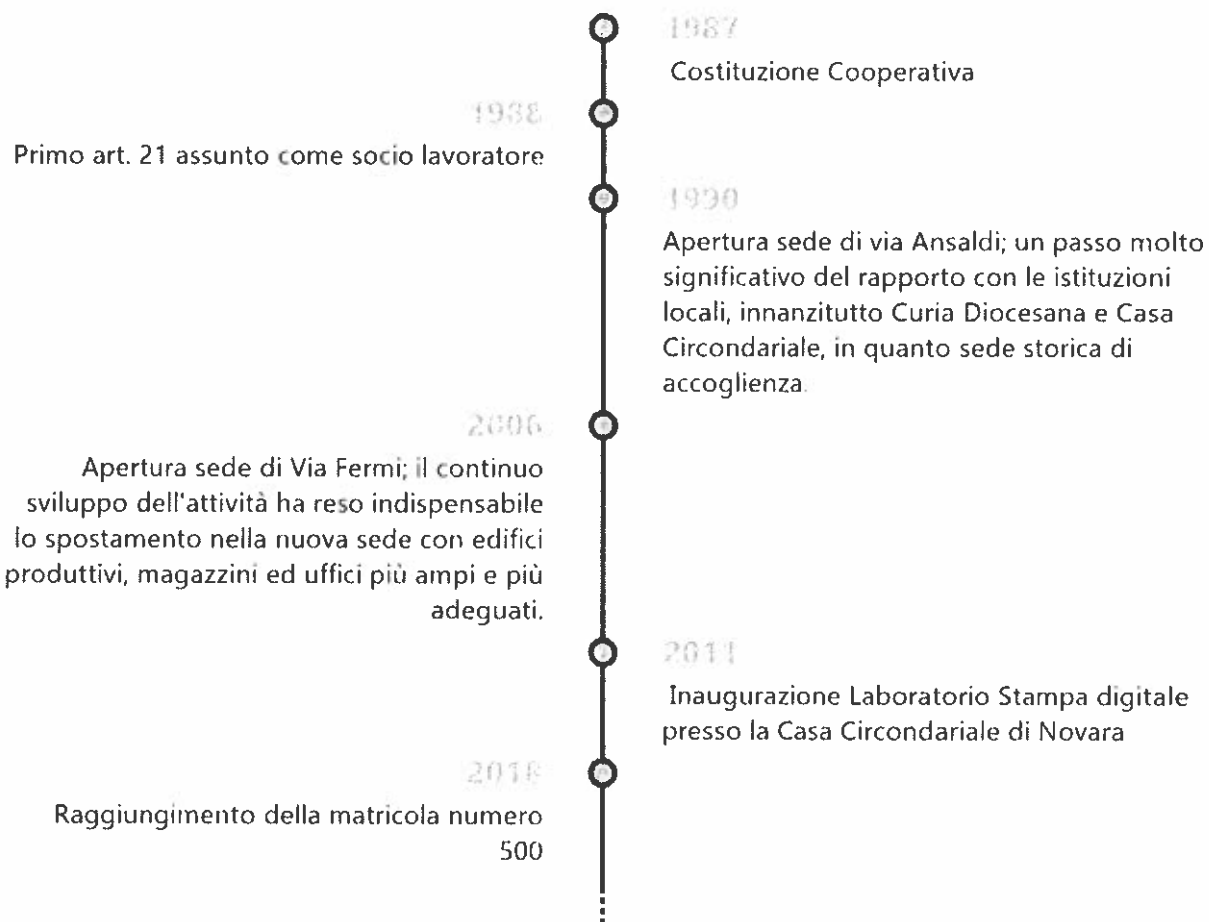 1987
Costituzione Cooperativa
1988
Primo art. 21 assunto come socio lavoratore
1990
Apertura sede di via Ansaldi; un passo molto
significativo del rapporto con le istituzioni
locali, innanzitutto Curia Diocesana e Casa
Circondariale, in quanto sede storica di
accoglienza.
2006
Apertura sede di Via Fermi; il continuo
sviluppo dell'attività ha reso indispensabile
lo spostamento nella nuova sede con edifici
produttivi, magazzini ed uffici più ampi e più
adeguati.
2011
Inaugurazione Laboratorio Stampa digitale
presso la Casa Circondariale di Novara
Raggiungimento della matricola numero
500